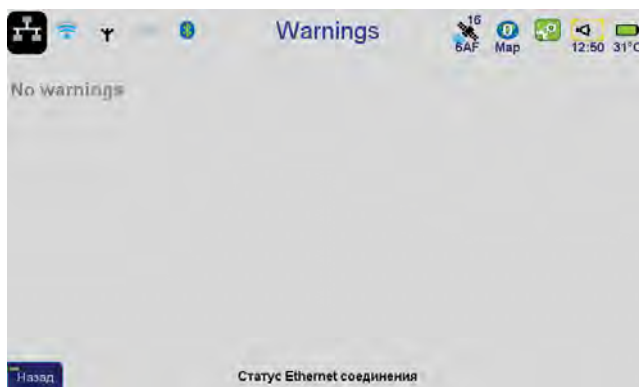 Warnings
16
6AF
Map
12:50
31°C
No warnings
Назад
Статус Ethernet соединения